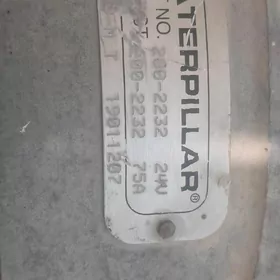 ATERPILLAR®
NO. 200-2232 24V
200-2232 75A
M T 19011207